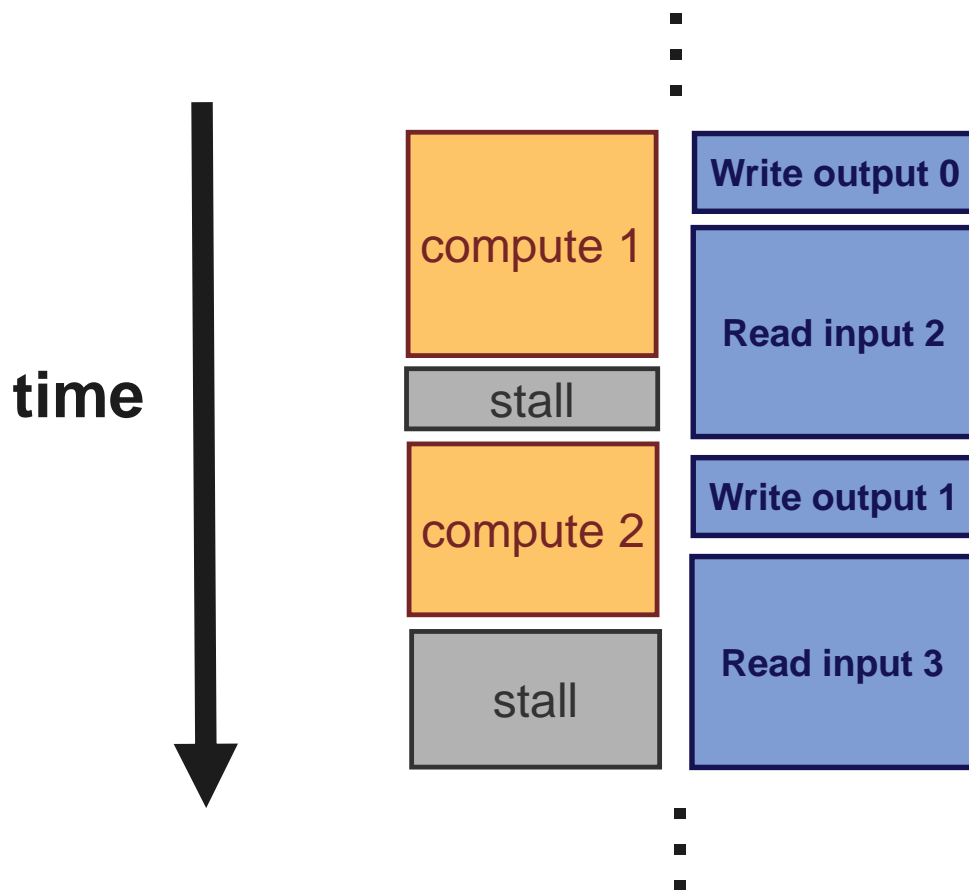 Write output 0
compute 1
Read input 2
time
stall
Write output 1
compute 2
Read input 3
stall